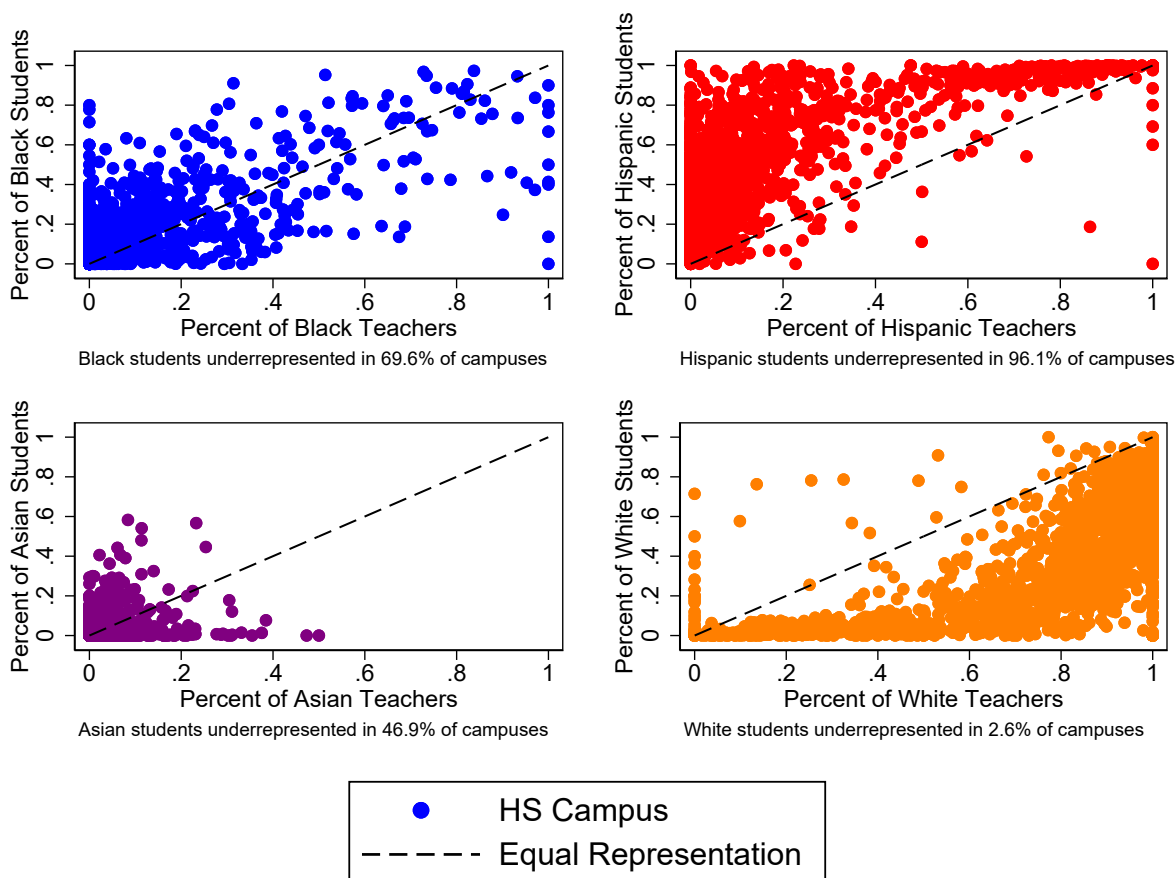 Percent of Black Students
0 .2 .4 .6 .8 1
0 .2 .4 .6 .8 1
Percent of Black Teachers
Black students underrepresented in 69.6% of campuses
Percent of Hispanic Students
0 .2 .4 .6 .8 1
0 .2 .4 .6 .8 1
Percent of Hispanic Teachers
Hispanic students underrepresented in 96.1% of campuses
Percent of Asian Students
0 .2 .4 .6 .8 1
0 .2 .4 .6 .8 1
Percent of Asian Teachers
Asian students underrepresented in 46.9% of campuses
Percent of White Students
0 .2 .4 .6 .8 1
0 .2 .4 .6 .8 1
Percent of White Teachers
White students underrepresented in 2.6% of campuses
HS Campus
Equal Representation